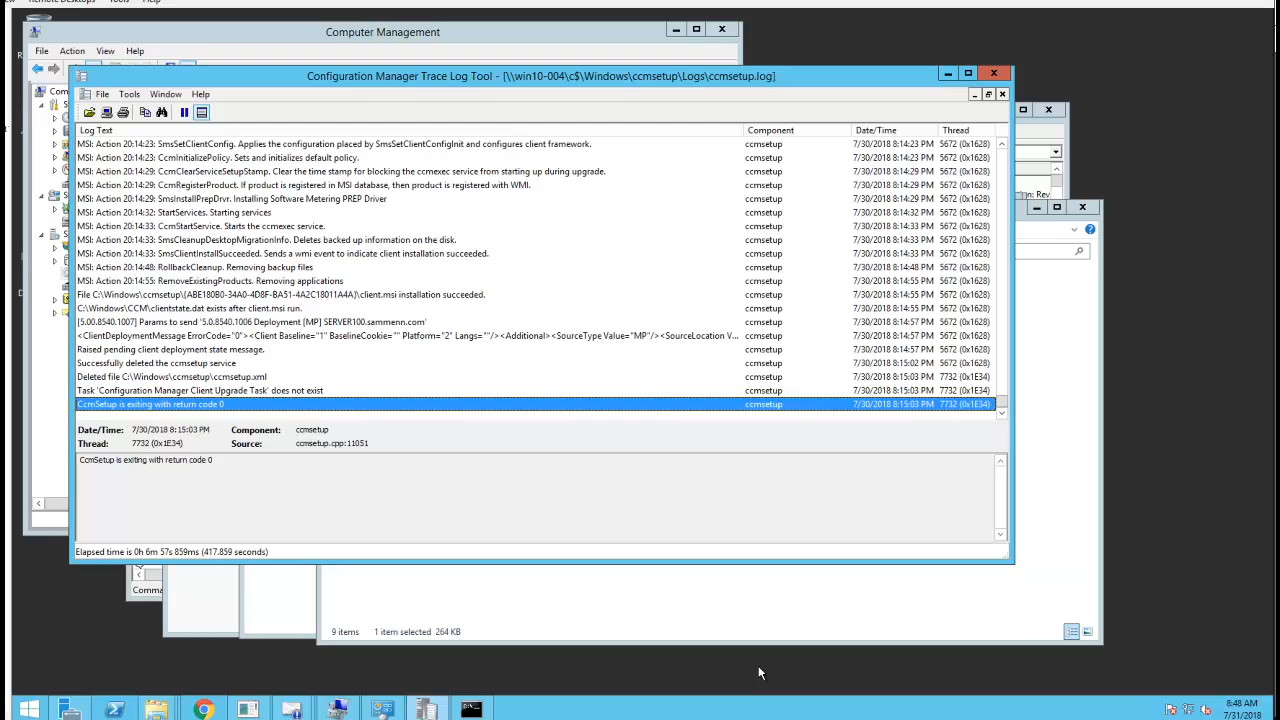 Remote Desktops Tools Help
Computer Management
File Action View Help
Configuration Manager Trace Log Tool - [\\win10-004\c$\Windows\ccmsetup\Logs\ccmsetup.log]
File Tools Window Help
Log Text Component Date/Time Thread
MSI: Action 20:14:23: SmsSetClientConfig. Applies the configuration placed by SmsSetClientConfigInit and configures client framework. ccmsetup 7/30/2018 8:14:23 PM 5672 (0x1628)
MSI: Action 20:14:23: CcmInitializePolicy. Sets and initializes default policy. ccmsetup 7/30/2018 8:14:23 PM 5672 (0x1628)
MSI: Action 20:14:29: CcmClearServiceSetupStamp. Clear the time stamp for blocking the ccmexec service from starting up during upgrade. ccmsetup 7/30/2018 8:14:29 PM 5672 (0x1628)
MSI: Action 20:14:29: CcmRegisterProduct. If product is registered in MSI database, then product is registered with WMI. ccmsetup 7/30/2018 8:14:29 PM 5672 (0x1628)
MSI: Action 20:14:29: SmsInstallPrepDrvr. Installing Software Metering PREP Driver ccmsetup 7/30/2018 8:14:29 PM 5672 (0x1628)
MSI: Action 20:14:32: StartServices. Starting services ccmsetup 7/30/2018 8:14:32 PM 5672 (0x1628)
MSI: Action 20:14:33: CcmStartService. Starts the ccmexec service. ccmsetup 7/30/2018 8:14:33 PM 5672 (0x1628)
MSI: Action 20:14:33: SmsCleanupDesktopMigrationInfo. Deletes backed up information on the disk. ccmsetup 7/30/2018 8:14:33 PM 5672 (0x1628)
MSI: Action 20:14:33: SmsClientInstallSucceeded. Sends a wmi event to indicate client installation succeeded. ccmsetup 7/30/2018 8:14:33 PM 5672 (0x1628)
MSI: Action 20:14:48: RollbackCleanup. Removing backup files ccmsetup 7/30/2018 8:14:48 PM 5672 (0x1628)
MSI: Action 20:14:55: RemoveExistingProducts. Removing applications ccmsetup 7/30/2018 8:14:55 PM 5672 (0x1628)
File C:\Windows\ccmsetup\{ABE180B0-34A0-4D8F-BA51-4A2C18011A4A}\client.msi installation succeeded. ccmsetup 7/30/2018 8:14:55 PM 5672 (0x1628)
C:\Windows\CCM\clientstate.dat exists after client.msi run. ccmsetup 7/30/2018 8:14:55 PM 5672 (0x1628)
[5.00.8540.1007] Params to send '5.0.8540.1006 Deployment [MP] SERVER100.sammenn.com' ccmsetup 7/30/2018 8:14:57 PM 5672 (0x1628)
<ClientDeploymentMessage ErrorCode="0"><Client Baseline="1" BaselineCookie="" Platform="2" Langs=""/><Additional><SourceType Value="MP"/><SourceLocation V... ccmsetup 7/30/2018 8:14:57 PM 5672 (0x1628)
Raised pending client deployment state message. ccmsetup 7/30/2018 8:14:57 PM 5672 (0x1628)
Successfully deleted the ccmsetup service ccmsetup 7/30/2018 8:15:02 PM 5672 (0x1628)
Deleted file C:\Windows\ccmsetup\ccmsetup.xml ccmsetup 7/30/2018 8:15:03 PM 7732 (0x1E34)
Task 'Configuration Manager Client Upgrade Task' does not exist ccmsetup 7/30/2018 8:15:03 PM 7732 (0x1E34)
CcmSetup is exiting with return code 0 ccmsetup 7/30/2018 8:15:03 PM 7732 (0x1E34)
Date/Time: 7/30/2018 8:15:03 PM Component: ccmsetup
Thread: 7732 (0x1E34) Source: ccmsetup.cpp:11051
CcmSetup is exiting with return code 0
Elapsed time is 0h 6m 57s 859ms (417.859 seconds)
Comma
9 items 1 item selected 264 KB
8:48 AM
7/31/2018